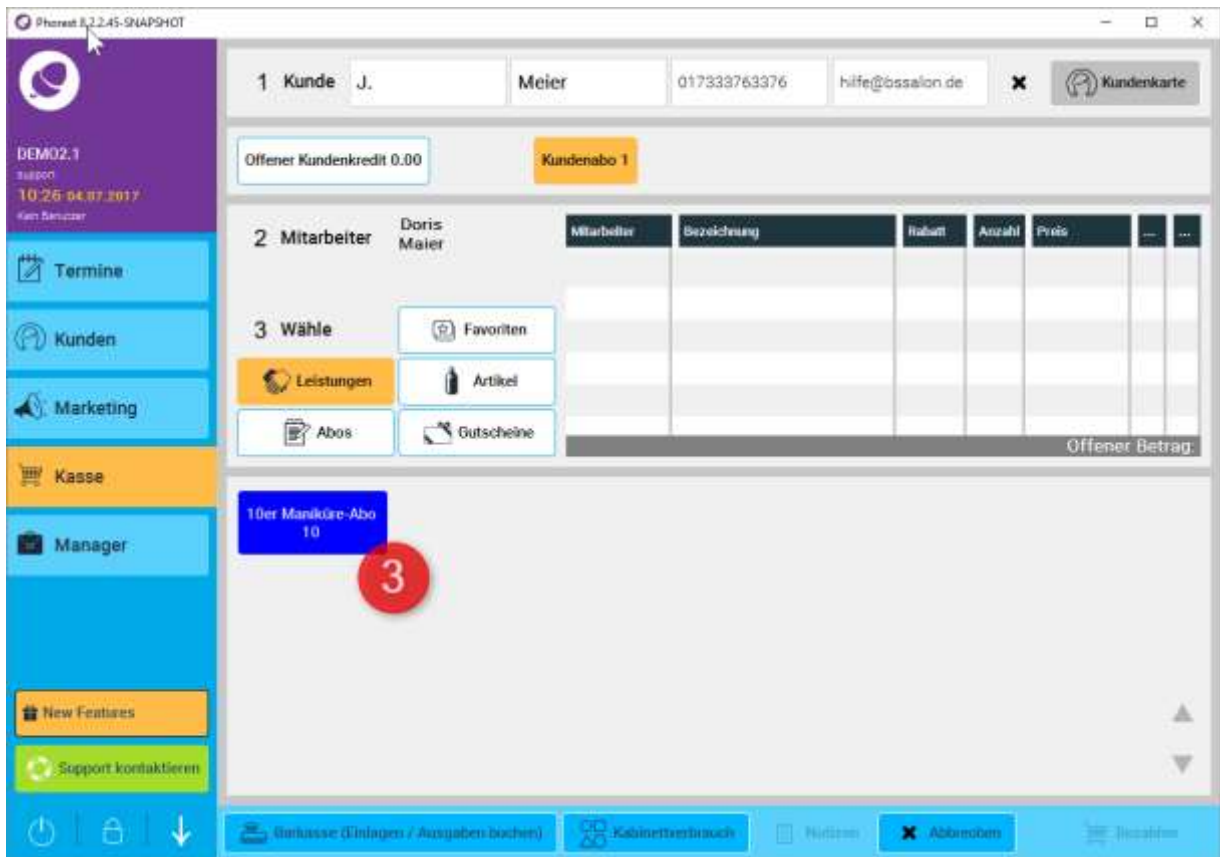 Phorest 8.2.2.45-SNAPSHOT
DEMO2.1
support
10:26 04.07.2017
Kein Benutzer
Termine
Kunden
Marketing
Kasse
Manager
New Features
Support kontaktieren
1 Kunde J. Meier 017333763376 hilfe@bssalon.de Kundenkarte
Offener Kundenkredit 0.00 Kundenabo 1
2 Mitarbeiter Doris
Maier
3 Wähle Favoriten
Leistungen Artikel
Abos Gutscheine
Mitarbeiter Bezeichnung Rabatt Anzahl Preis ... ...
Offener Betrag:
10er Maniküre-Abo
10
3
Barkasse (Einlagen / Ausgaben buchen) Kabinettverbrauch Notizen Abbrechen Bezahlen